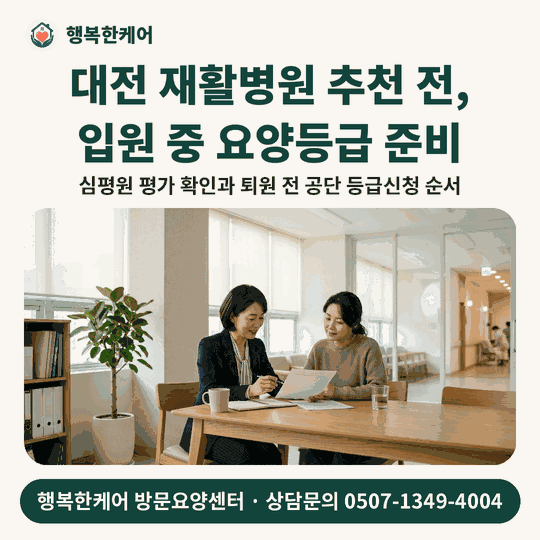 행복한케어
대전 재활병원 추천 전,
입원 중 요양등급 준비
심평원 평가 확인과 퇴원 전 공단 등급신청 순서
행복한케어 방문요양센터 · 상담문의 0507-1349-4004